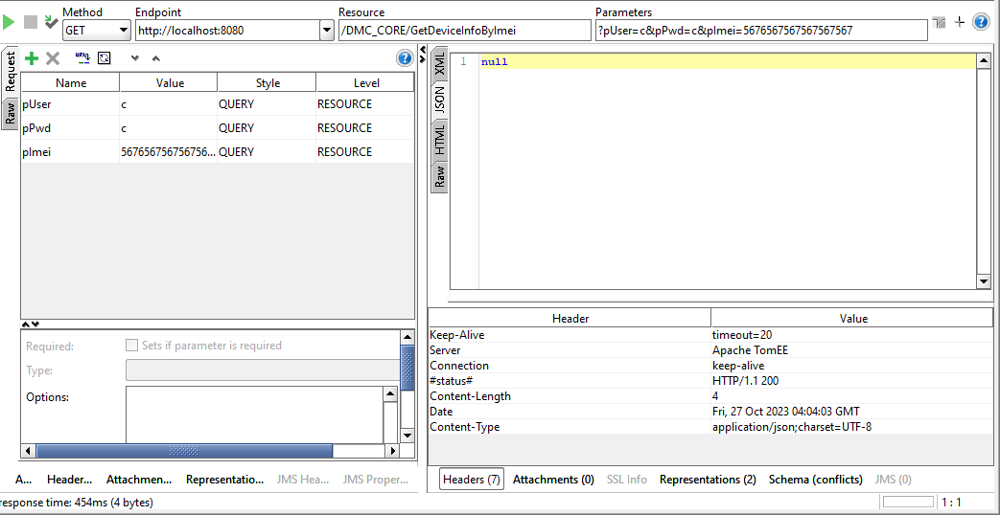 Method Endpoint Resource Parameters
GET http://localhost:8080 /DMC_CORE/GetDeviceInfoByImei ?pUser=c&pPwd=c&pImei=5676567567567567567
Request
Raw
Name Value Style Level
pUser c QUERY RESOURCE
pPwd c QUERY RESOURCE
pImei 567656756756756... QUERY RESOURCE
Required: Sets if parameter is required
Type:
Options:
A... Header... Attachmen... Representatio... JMS Hea... JMS Proper...
XML
JSON
HTML
Raw
1 null
Header Value
Keep-Alive timeout=20
Server Apache TomEE
Connection keep-alive
#status# HTTP/1.1 200
Content-Length 4
Date Fri, 27 Oct 2023 04:04:03 GMT
Content-Type application/json;charset=UTF-8
Headers (7) Attachments (0) SSL Info Representations (2) Schema (conflicts) JMS (0)
response time: 454ms (4 bytes) 1 : 1